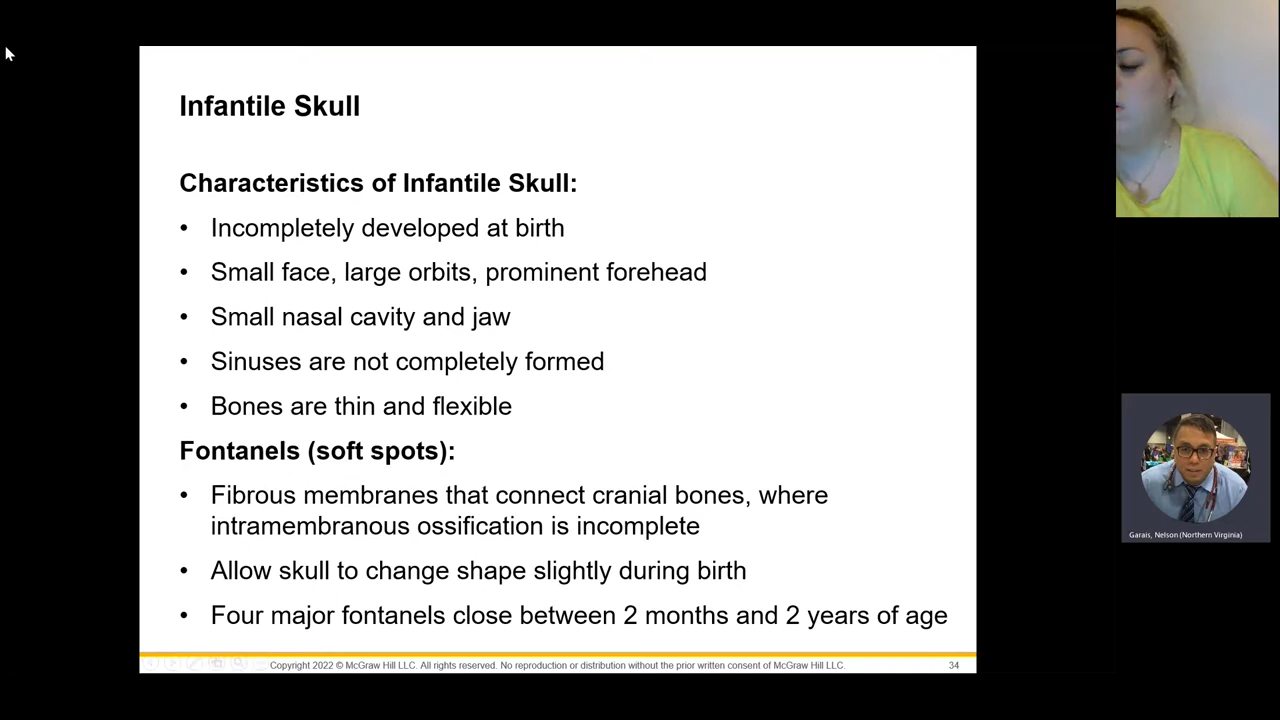 Infantile Skull
Characteristics of Infantile Skull:
• Incompletely developed at birth
• Small face, large orbits, prominent forehead
• Small nasal cavity and jaw
• Sinuses are not completely formed
• Bones are thin and flexible
Fontanels (soft spots):
• Fibrous membranes that connect cranial bones, where
intramembranous ossification is incomplete
• Allow skull to change shape slightly during birth
• Four major fontanels close between 2 months and 2 years of age
Copyright 2022 © McGraw Hill LLC. All rights reserved. No reproduction or distribution without the prior written consent of McGraw Hill LLC.
34
Garais, Nelson (Northern Virginia)